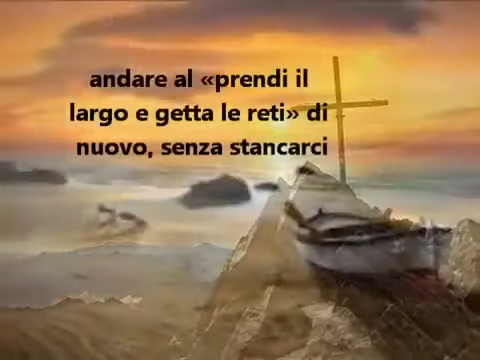 andare al «prendi il
largo e getta le reti» di
nuovo, senza stancarci